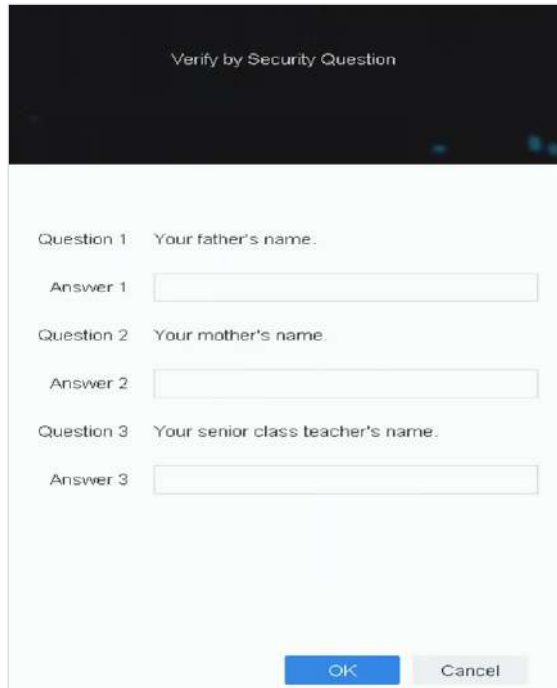 Verify by Security Question
Question 1 Your father's name.
Answer 1
Question 2 Your mother's name.
Answer 2
Question 3 Your senior class teacher's name.
Answer 3
OK Cancel